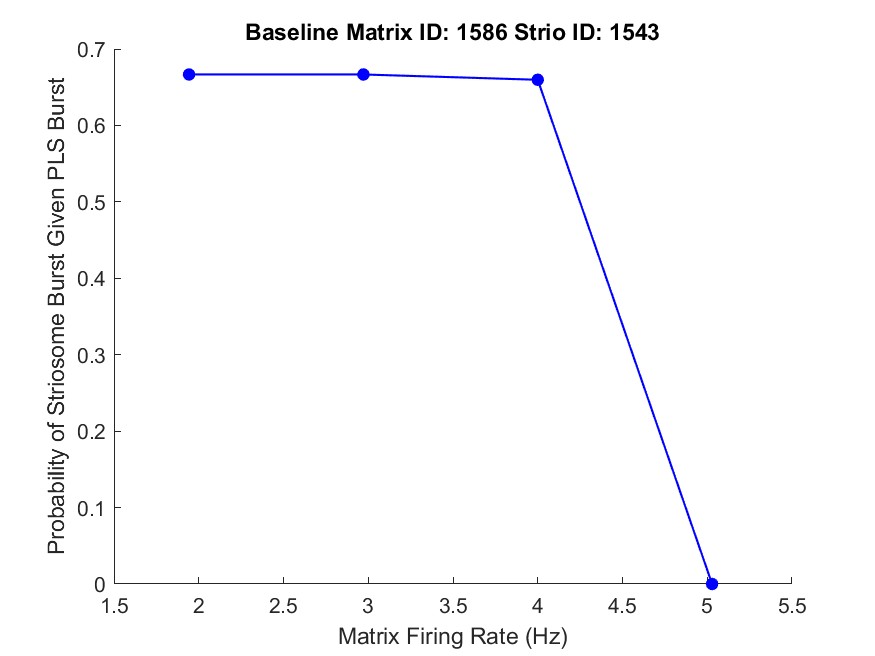 Baseline Matrix ID: 1586 Strio ID: 1543
Probability of Striosome Burst Given PLS Burst
0.7
0.6
0.5
0.4
0.3
0.2
0.1
0
1.5 2 2.5 3 3.5 4 4.5 5 5.5
Matrix Firing Rate (Hz)